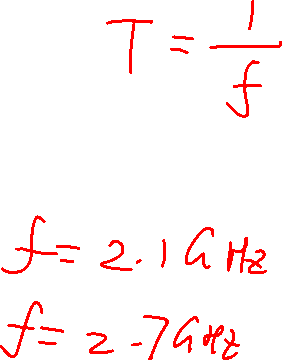 T = 1/f
f = 2.1 GHz
f = 2.7 GHz